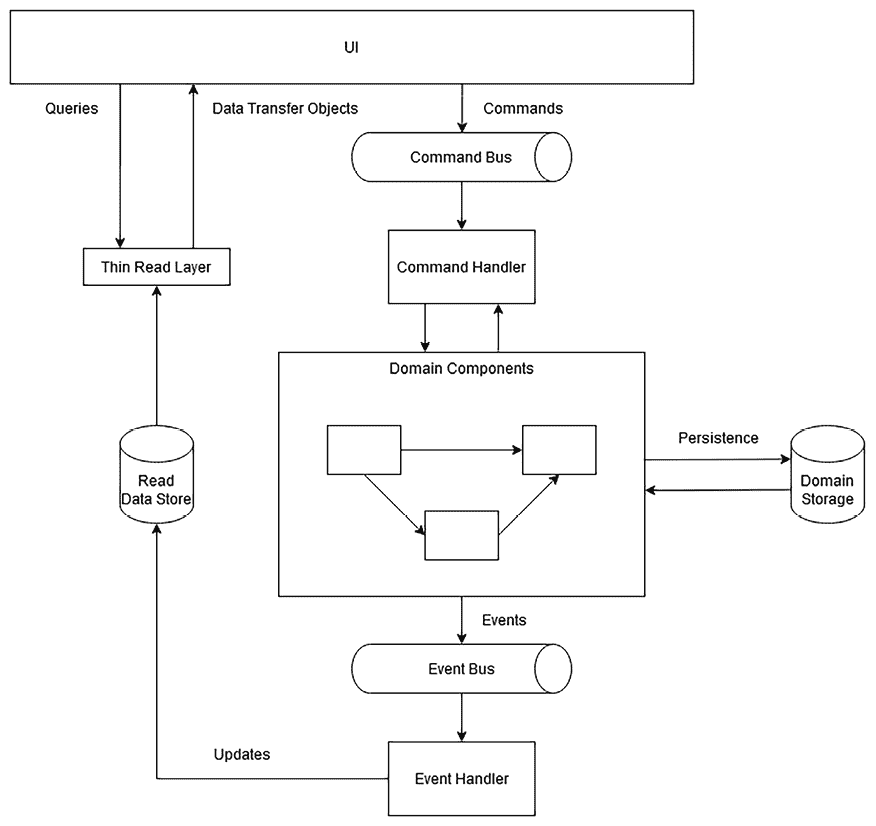 UI
Queries
Data Transfer Objects
Commands
Command Bus
Thin Read Layer
Command Handler
Domain Components
Persistence
Read
Data Store
Domain
Storage
Events
Event Bus
Updates
Event Handler